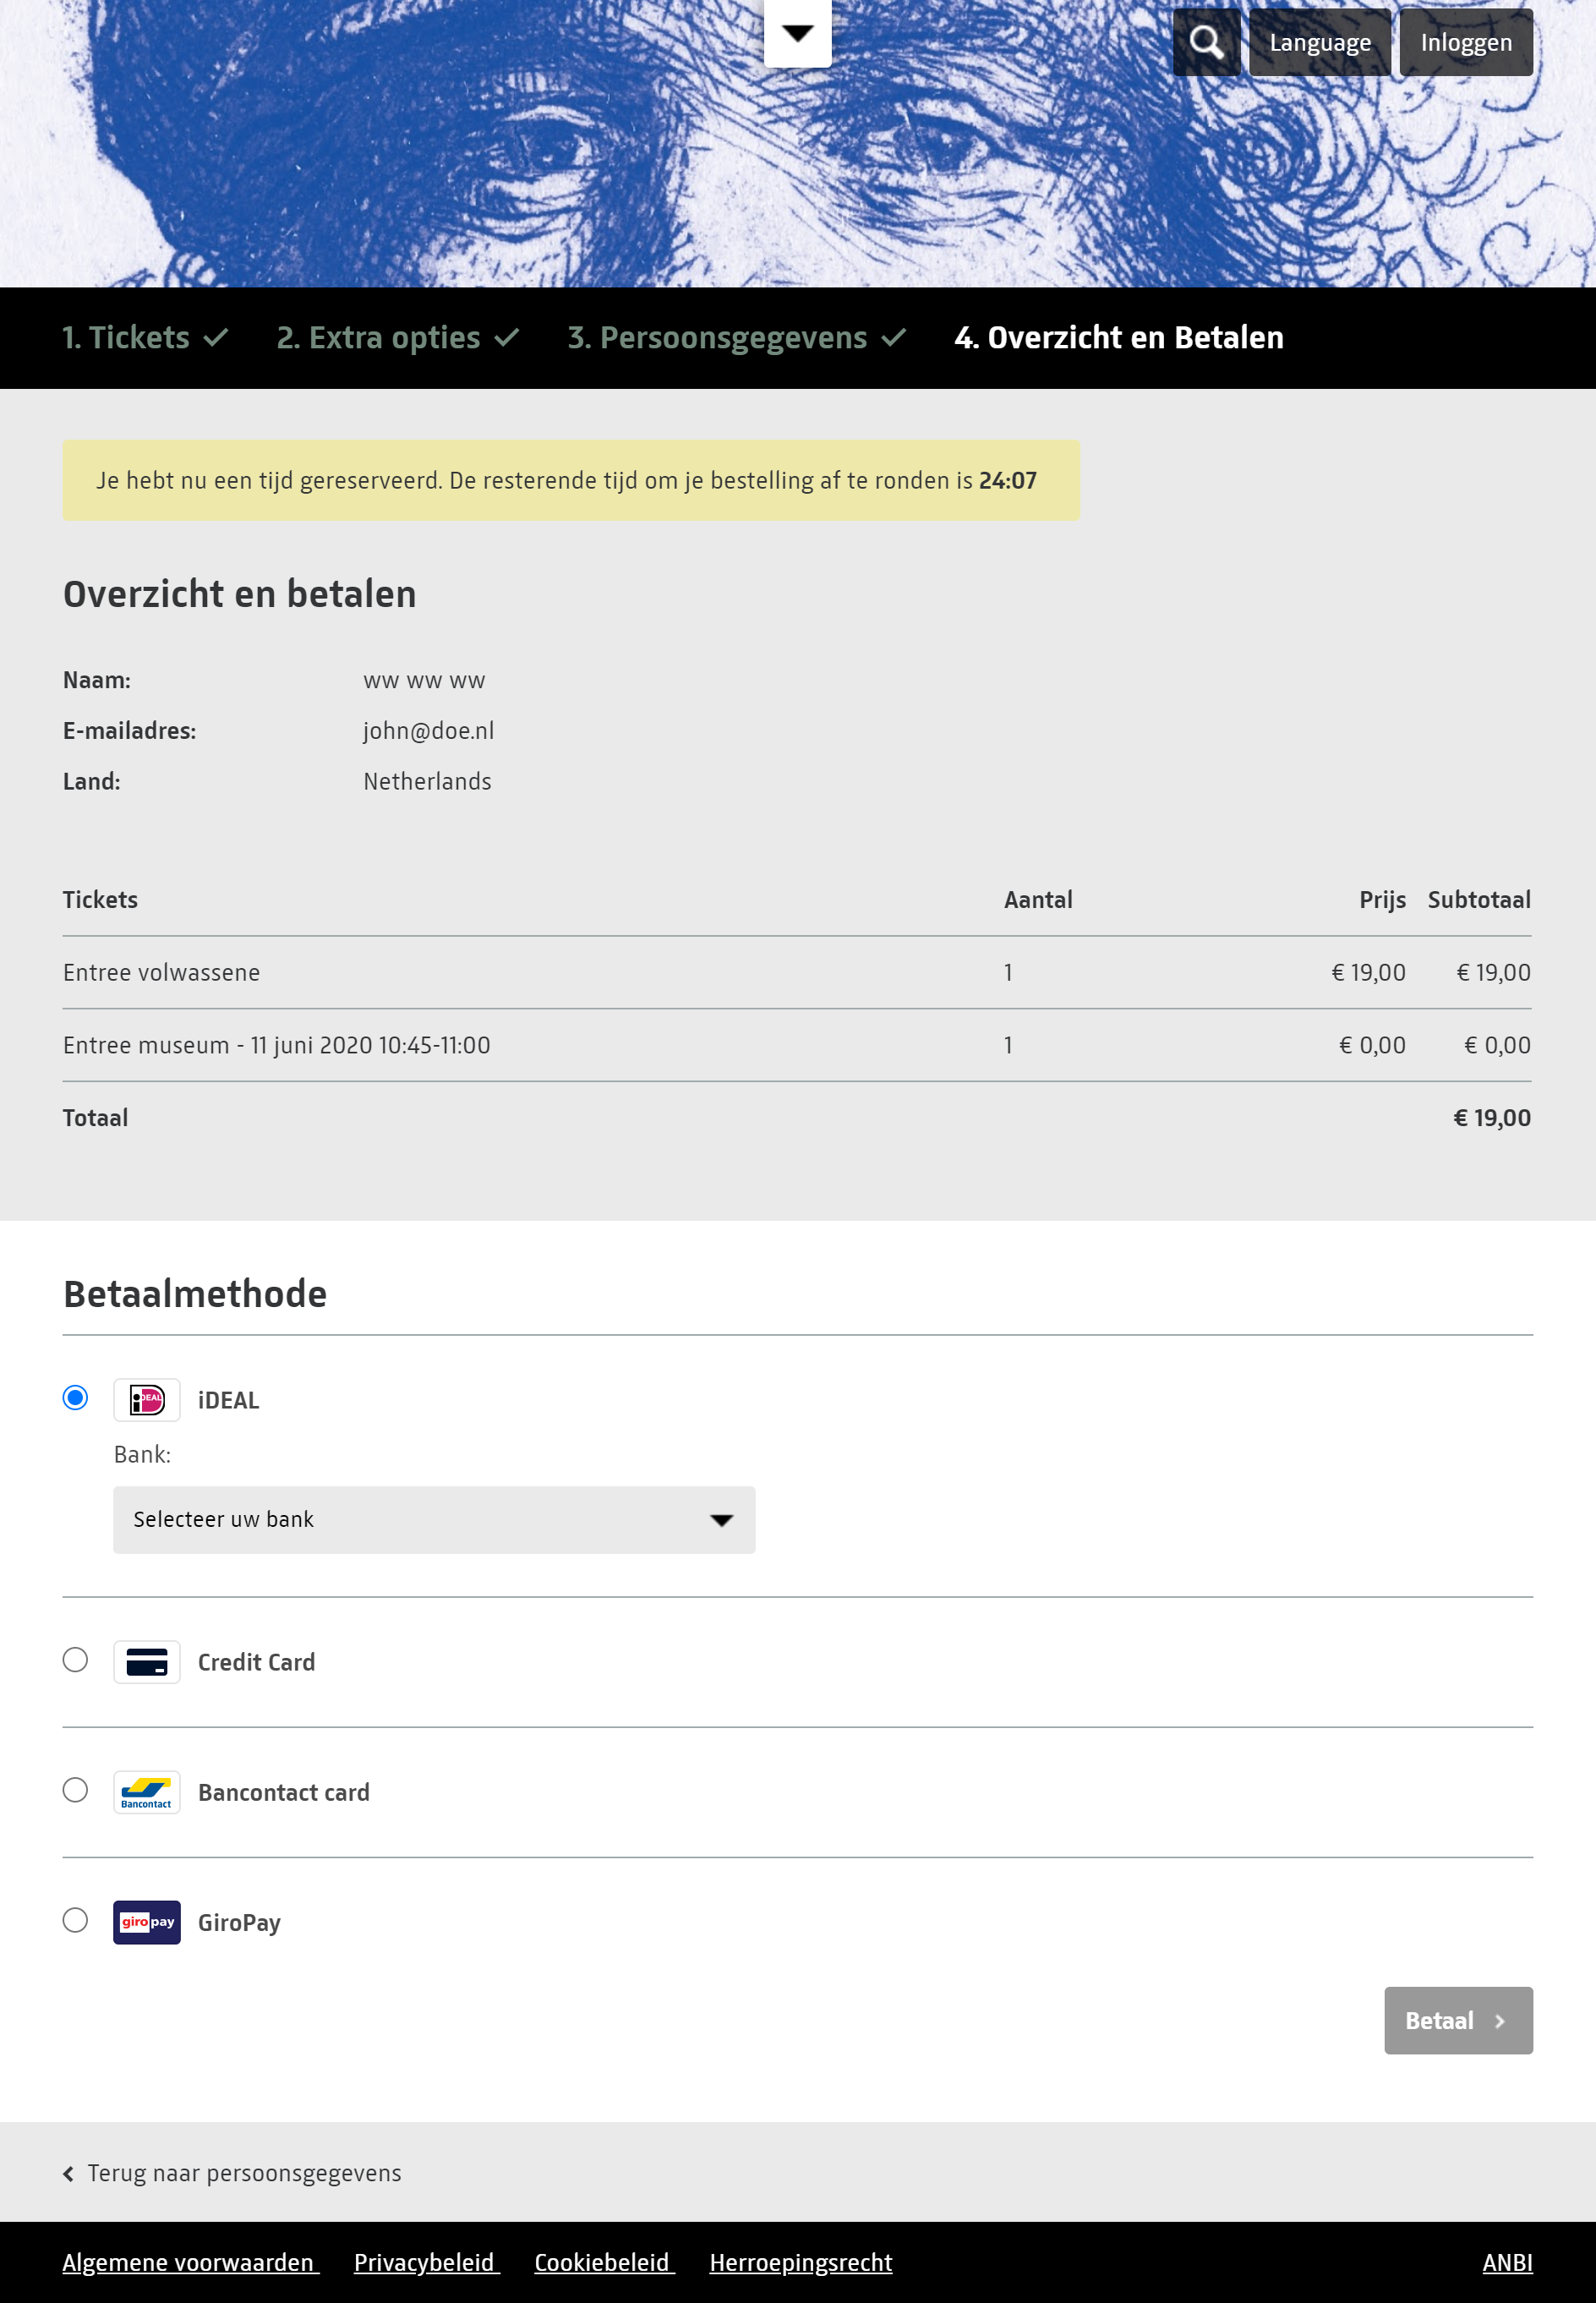 Language Inloggen
1. Tickets 2. Extra opties 3. Persoonsgegevens 4. Overzicht en Betalen
Je hebt nu een tijd gereserveerd. De resterende tijd om je bestelling af te ronden is 24:07
Overzicht en betalen
Naam: ww ww ww
E-mailadres: john@doe.nl
Land: Netherlands
Tickets Aantal Prijs Subtotaal
Entree volwassene 1 € 19,00 € 19,00
Entree museum - 11 juni 2020 10:45-11:00 1 € 0,00 € 0,00
Totaal € 19,00
Betaalmethode
iDEAL iDEAL
Bank:
Selecteer uw bank
Credit Card
Bancontact Bancontact card
giropay GiroPay
Betaal
Terug naar persoonsgegevens
Algemene voorwaarden Privacybeleid Cookiebeleid Herroepingsrecht ANBI